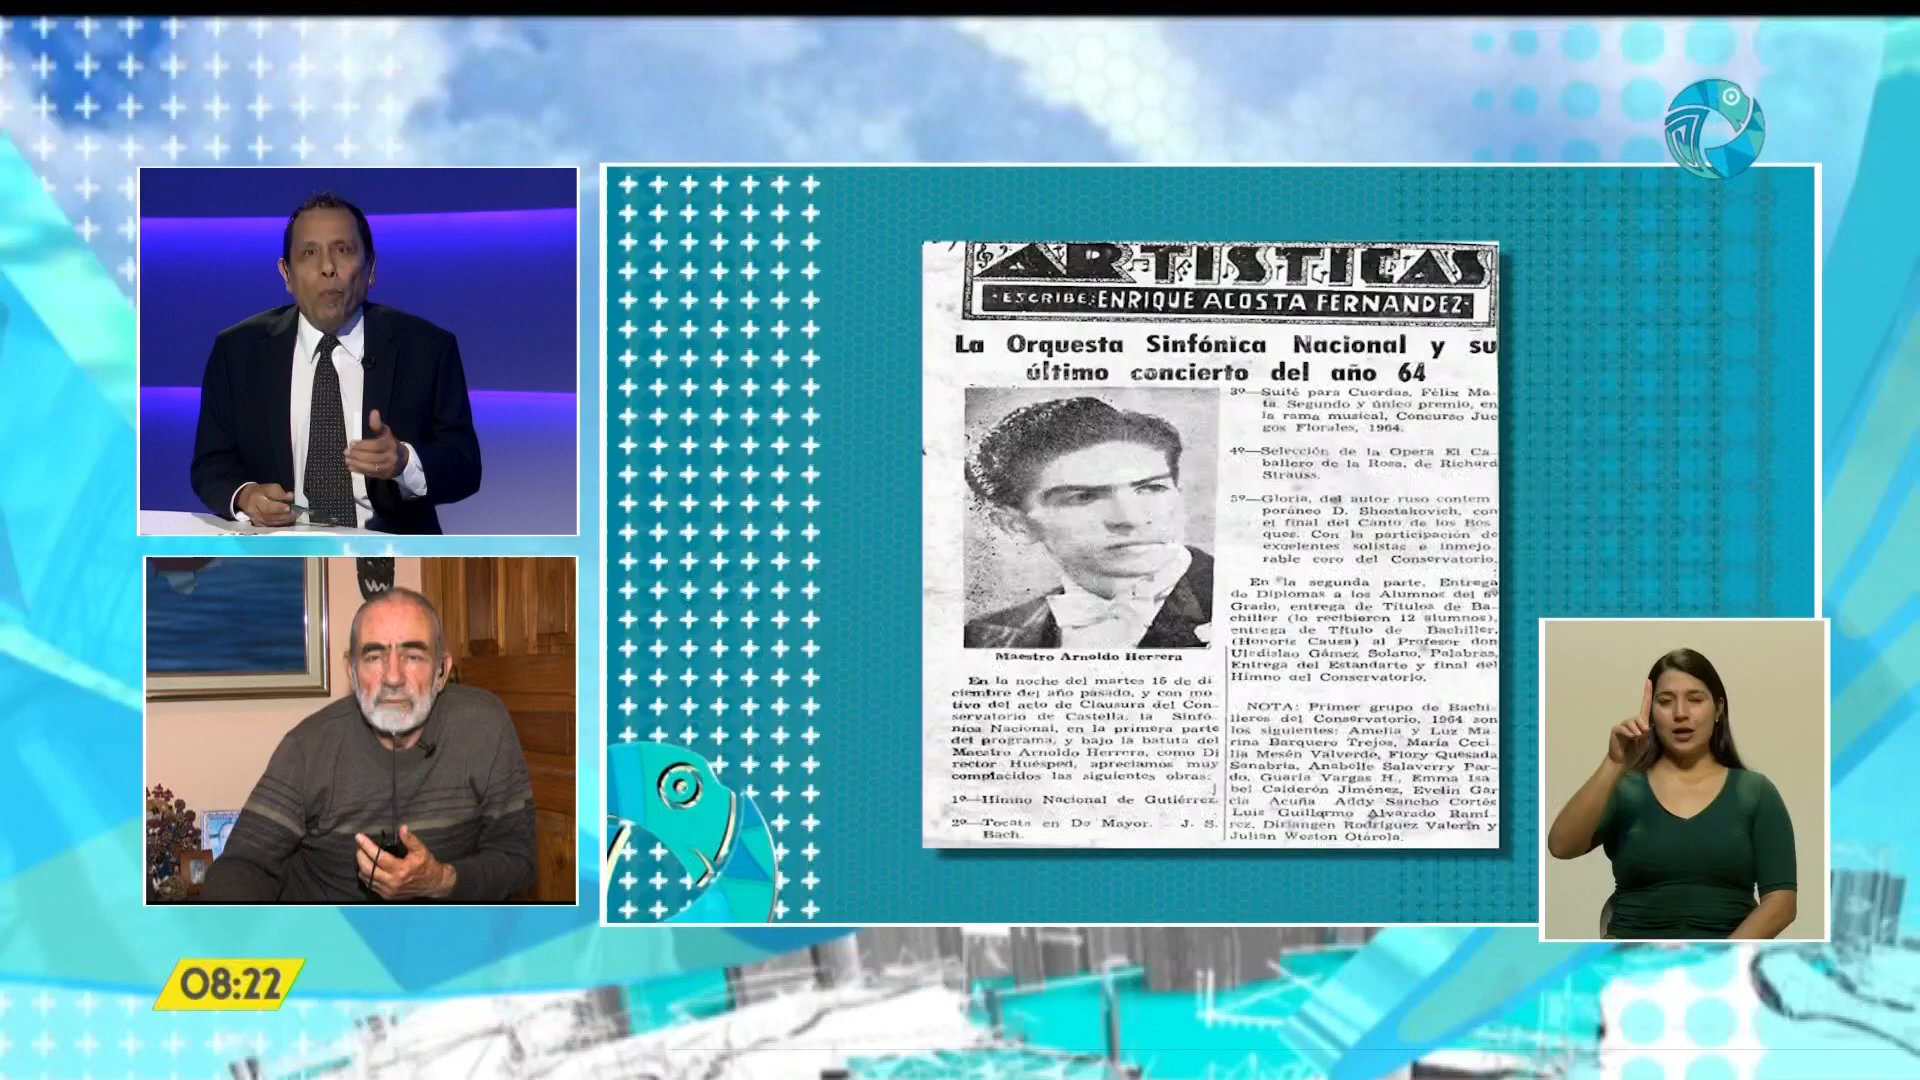 ARTISTICAS
·ESCRIBE: ENRIQUE ACOSTA FERNANDEZ·
La Orquesta Sinfónica Nacional y su
último concierto del año 64
Maestro Arnoldo Herrera
En la noche del martes 15 de di
ciembre del año pasado, y con mo
tivo del acto de Clausura del Con-
servatorio de Castella, la Sinfó-
nica Nacional, en la primera parte
del programa, y bajo la batuta del
Maestro Arnoldo Herrera, como Di
rector Huésped, apreciamos muy
complacidos las siguientes obras:
1º—Himno Nacional de Gutiérrez.
2º—Tocata en Do Mayor. J. S.
Bach.
3º—Suité para Cuerdas, Félix Ma-
ta. Segundo y único premio, en
la rama musical, Concurso Jue
gos Florales, 1964.
4º—Selección de la Opera El Ca-
ballero de la Rosa, de Richard
Strauss.
5º—Gloria, del autor ruso contem
poráneo D. Shostakovich, con
el final del Canto de los Bos
ques. Con la participación de
excelentes solistas e inmejo
rable coro del Conservatorio.
En la segunda parte, Entrega
de Diplomas a los Alumnos del 6º
Grado, entrega de Títulos de Ba-
chiller (lo recibieron 12 alumnos),
entrega de Título de Bachiller,
(Honoris Causa) al Profesor don
Uledislao Gámez Solano, Palabras,
Entrega del Estandarte y final del
Himno del Conservatorio.
NOTA: Primer grupo de Bachi-
lleres del Conservatorio, 1964 son
los siguientes: Amelia y Luz Ma-
rina Barquero Trejos, María Ceci-
lia Mesén Valverde, Flory Quesada
Sanabria, Anabelle Salaverry Par-
do, Guaria Vargas H., Emma Isa-
bel Calderón Jiménez, Evelin Gar
cía Acuña Addy Sancho Cortés
Luis Guillermo Alvarado Ramí-
rez, Diriangen Rodríguez Valerín y
Julián Weston Otárola.
08:22